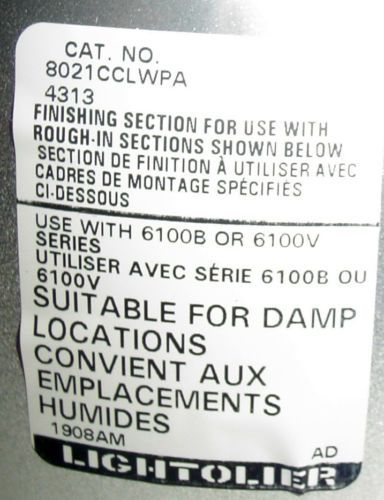 CAT. NO.
8021CCLWPA
4313
FINISHING SECTION FOR USE WITH
ROUGH-IN SECTIONS SHOWN BELOW
SECTION DE FINITION À UTILISER AVEC
CADRES DE MONTAGE SPÉCIFIÉS
CI-DESSOUS
USE WITH 6100B OR 6100V
SERIES
UTILISER AVEC SÉRIE 6100B OU
6100V
SUITABLE FOR DAMP
LOCATIONS
CONVIENT AUX
EMPLACEMENTS
HUMIDES
1908AM AD
LIGHTOLIER